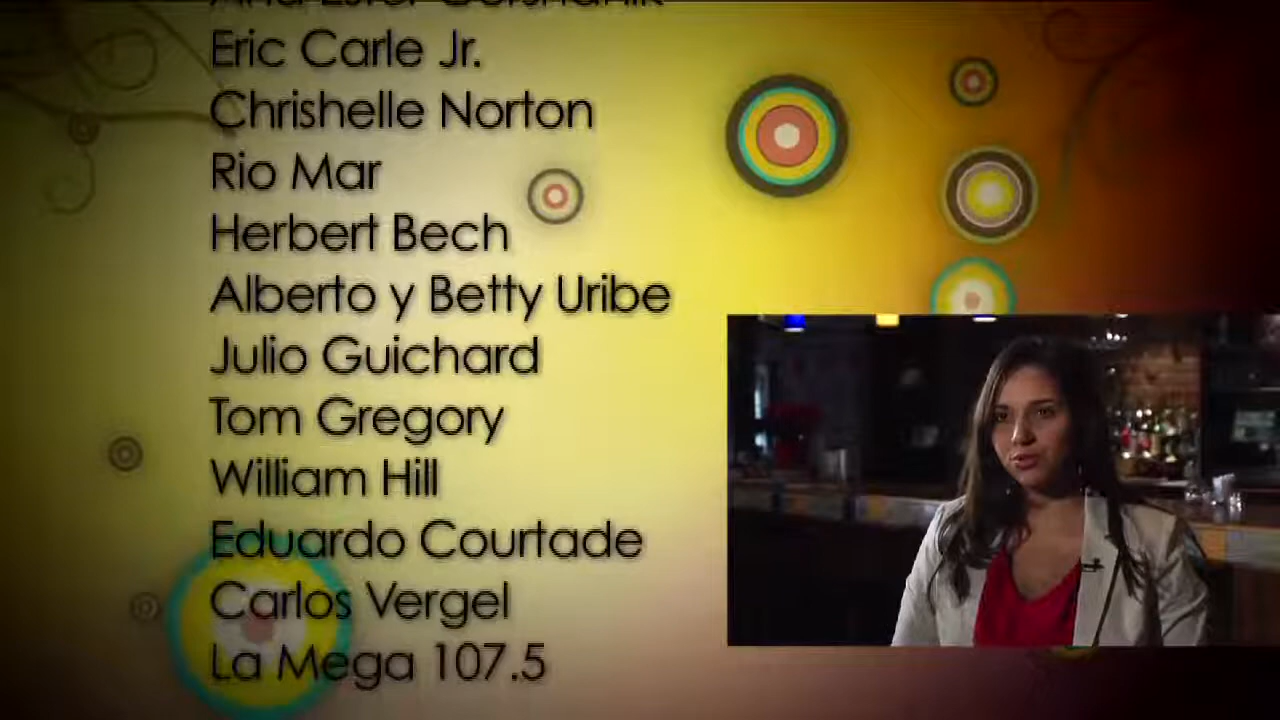 Eric Carle Jr.
Chrishelle Norton
Rio Mar
Herbert Bech
Alberto y Betty Uribe
Julio Guichard
Tom Gregory
William Hill
Eduardo Courtade
Carlos Vergel
La Mega 107.5